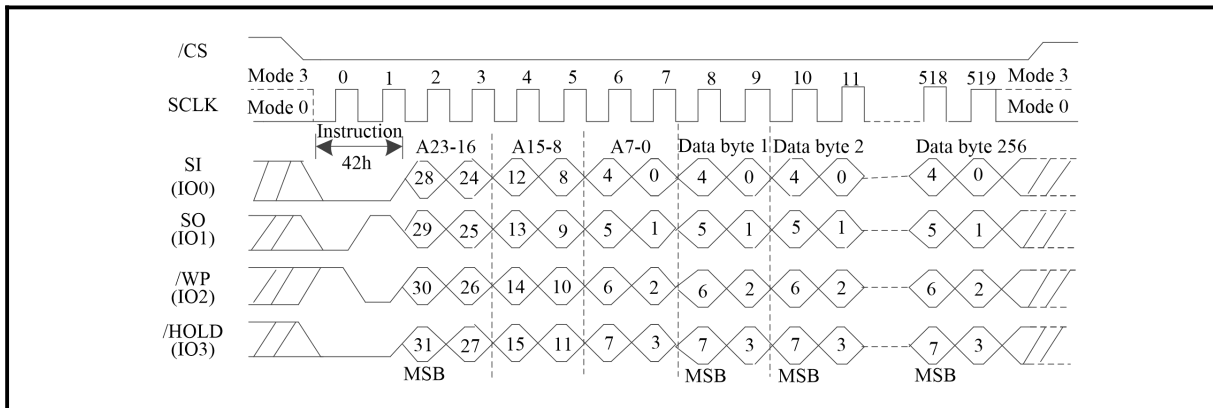 /CS
Mode 3 0 1 2 3 4 5 6 7 8 9 10 11 518 519 Mode 3
SCLK Mode 0 Mode 0
Instruction
42h
A23-16 A15-8 A7-0 Data byte 1 Data byte 2 Data byte 256
SI
(IO0)
28 24 12 8 4 0 4 0 4 0 4 0
SO
(IO1)
29 25 13 9 5 1 5 1 5 1 5 1
/WP
(IO2)
30 26 14 10 6 2 6 2 6 2 6 2
/HOLD
(IO3)
31 27 15 11 7 3 7 3 7 3 7 3
MSB MSB MSB MSB